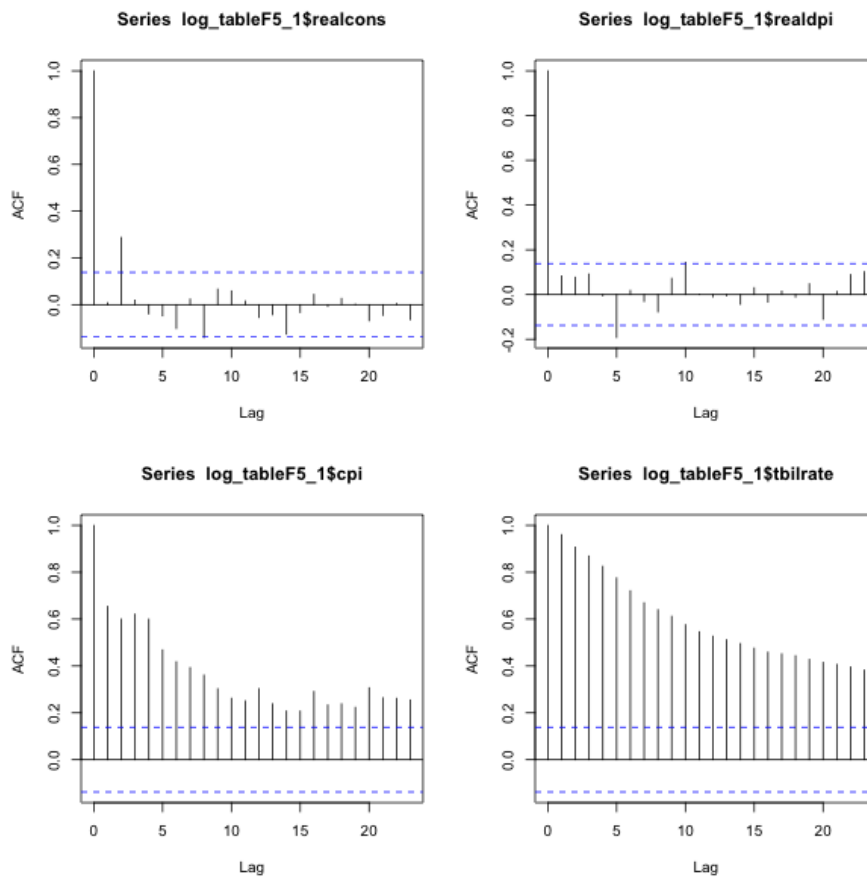 Series log_tableF5_1$realcons
ACF
0.0 0.2 0.4 0.6 0.8 1.0
0 5 10 15 20
Lag
Series log_tableF5_1$realdpi
ACF
-0.2 0.0 0.2 0.4 0.6 0.8 1.0
0 5 10 15 20
Lag
Series log_tableF5_1$cpi
ACF
0.0 0.2 0.4 0.6 0.8 1.0
0 5 10 15 20
Lag
Series log_tableF5_1$tbilrate
ACF
0.0 0.2 0.4 0.6 0.8 1.0
0 5 10 15 20
Lag